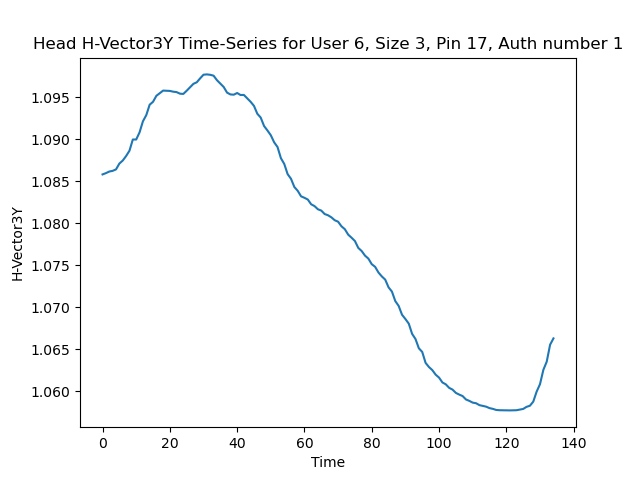 Head H-Vector3Y Time-Series for User 6, Size 3, Pin 17, Auth number 1
H-Vector3Y
1.095
1.090
1.085
1.080
1.075
1.070
1.065
1.060
0 20 40 60 80 100 120 140
Time